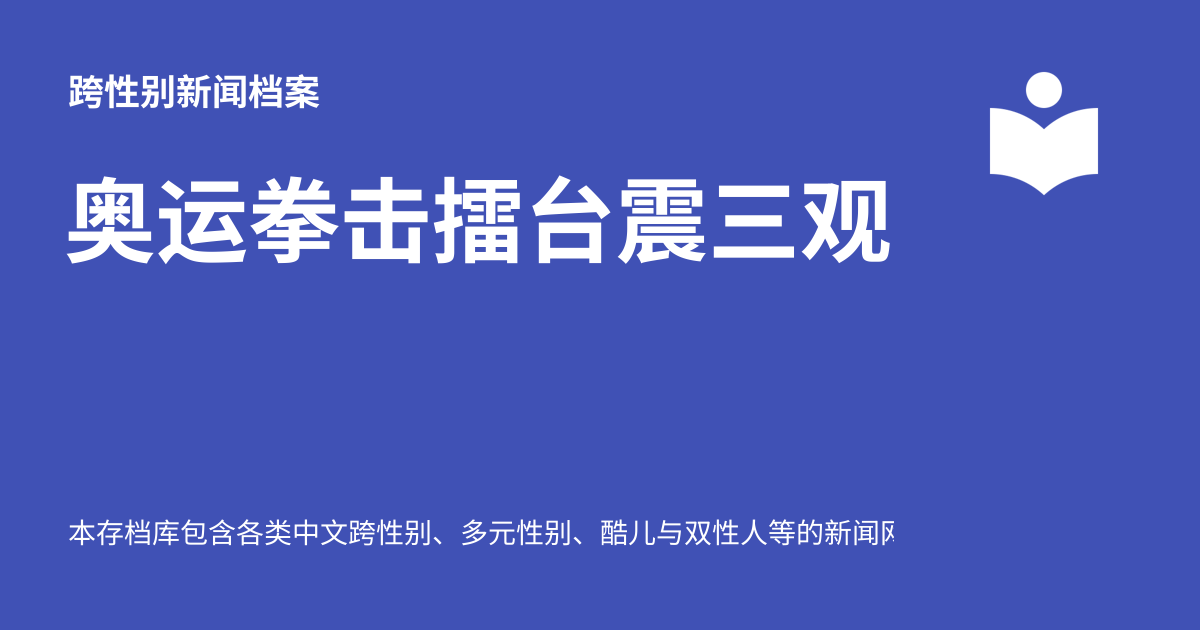 跨性别新闻档案
奥运拳击擂台震三观
本存档库包含各类中文跨性别、多元性别、酷儿与双性人等的新闻网